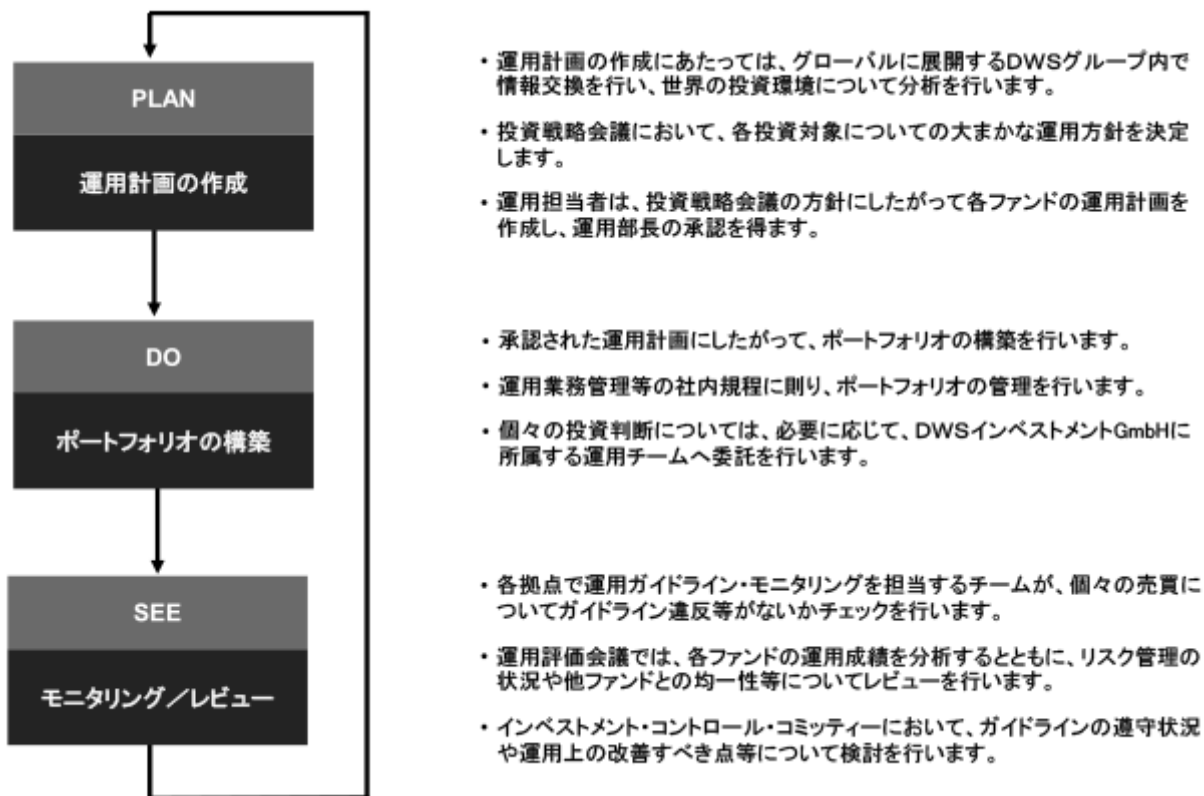 PLAN
運用計画の作成
・運用計画の作成にあたっては、グローバルに展開するDWSグループ内で
情報交換を行い、世界の投資環境について分析を行います。
・投資戦略会議において、各投資対象についての大まかな運用方針を決定
します。
・運用担当者は、投資戦略会議の方針にしたがって各ファンドの運用計画を
作成し、運用部長の承認を得ます。
DO
ポートフォリオの構築
・承認された運用計画にしたがって、ポートフォリオの構築を行います。
・運用業務管理等の社内規程に則り、ポートフォリオの管理を行います。
・個々の投資判断については、必要に応じて、DWSインベストメントGmbHに
所属する運用チームへ委託を行います。
SEE
モニタリング／レビュー
・各拠点で運用ガイドライン・モニタリングを担当するチームが、個々の売買に
ついてガイドライン違反等がないかチェックを行います。
・運用評価会議では、各ファンドの運用成績を分析するとともに、リスク管理の
状況や他ファンドとの均一性等についてレビューを行います。
・インベストメント・コントロール・コミッティーにおいて、ガイドラインの遵守状況
や運用上の改善すべき点等について検討を行います。